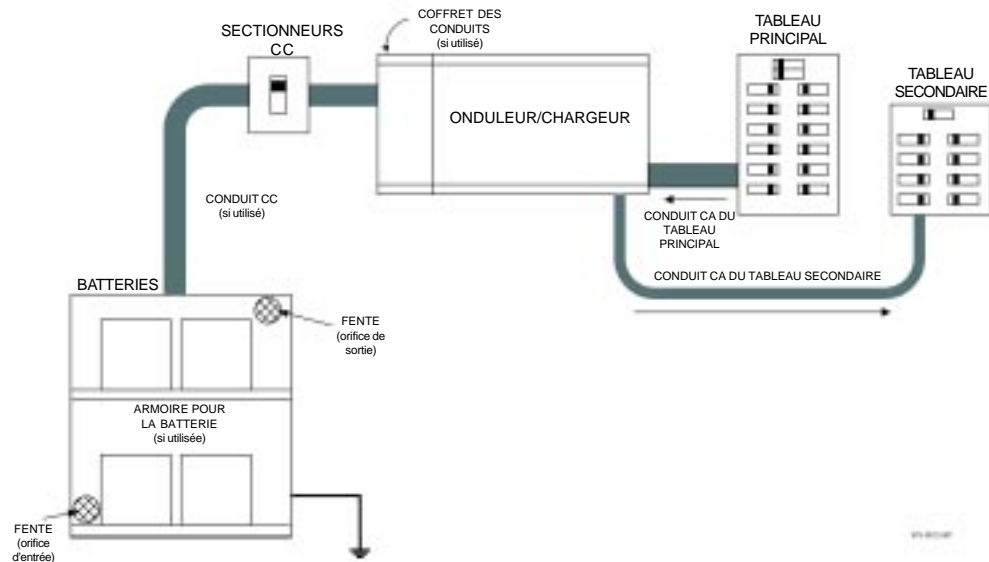 COFFRET DES
CONDUITS
(si utilisé)
SECTIONNEURS
CC
TABLEAU
PRINCIPAL
TABLEAU
SECONDAIRE
ONDULEUR/CHARGEUR
CONDUIT CC
(si utilisé)
CONDUIT CA DU
TABLEAU
PRINCIPAL
CONDUIT CA DU TABLEAU SECONDAIRE
BATTERIES
FENTE
(orifice de
sortie)
ARMOIRE POUR
LA BATTERIE
(si utilisée)
FENTE
(orifice
d'entrée)